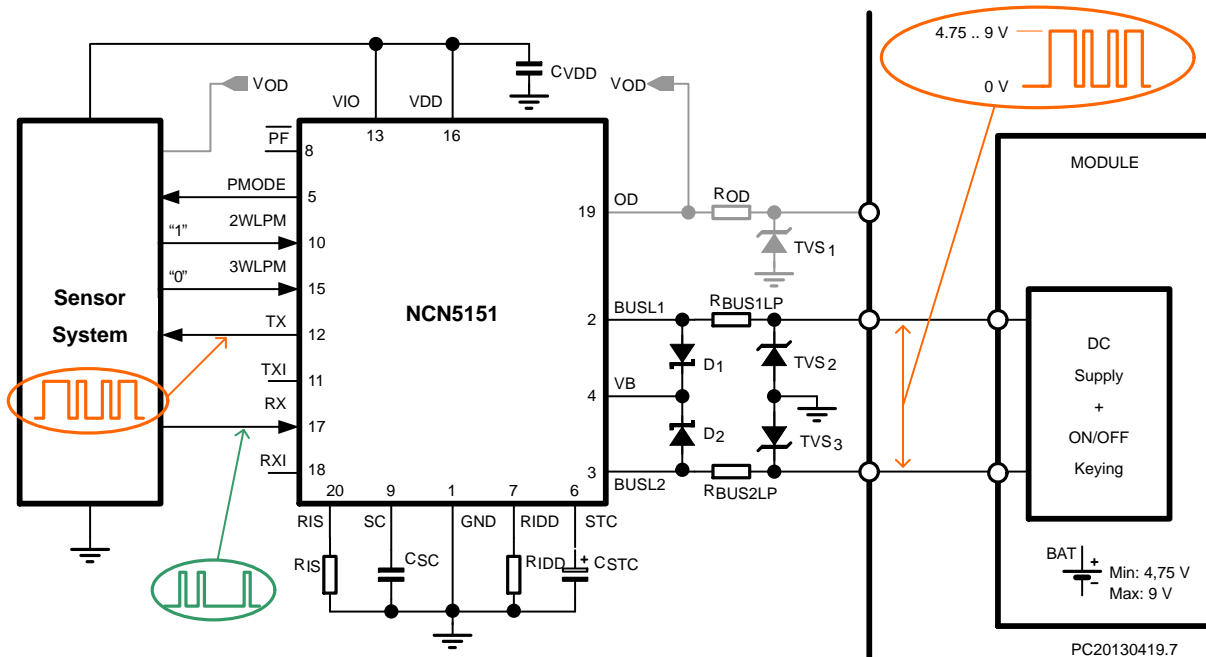 4.75 .. 9 V
0 V
CVDD
VOD
VOD
VIO
VDD
13
16
PF
8
MODULE
PMODE
5
OD
19
ROD
"1"
2WLPM
10
TVS1
"0"
3WLPM
15
Sensor
System
NCN5151
TX
12
2
BUSL1
RBUS1LP
D1
TVS2
DC
Supply
+
ON/OFF
Keying
TXI
11
4
VB
RX
17
D2
TVS3
RXI
18
3
BUSL2
RBUS2LP
20
9
1
7
6
RIS
SC
GND
RIDD
STC
RIS
CSC
RIDD
+
CSTC
BAT
+
−
Min: 4,75 V
Max: 9 V
PC20130419.7